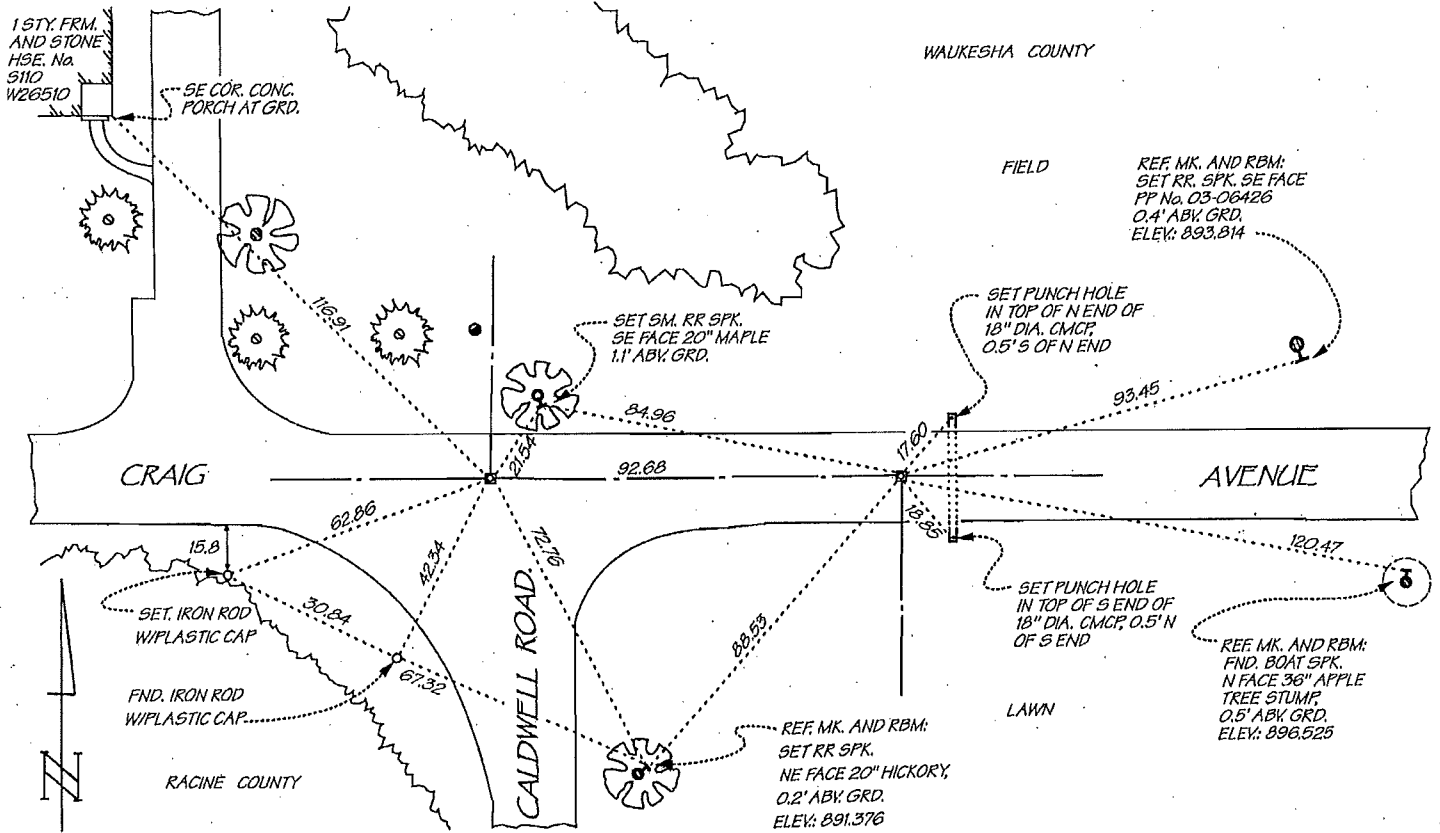 1 STY. FRM.
AND STONE
HSE. No.
S110
W26510
SE COR. CONC.
PORCH AT GRD.
WAUKESHA COUNTY
FIELD
REF. MK. AND RBM:
SET RR. SPK. SE FACE
PP No. 03-06426
0.4' ABV. GRD.
ELEV.: 893.814
116.91
SET SM. RR SPK.
SE FACE 20" MAPLE
1.1' ABV. GRD.
SET PUNCH HOLE
IN TOP OF N END OF
18" DIA. CMCP,
0.5' S OF N END
84.96
93.45
21.54
17.60
CRAIG
92.68
AVENUE
62.86
18.85
15.8
42.34
72.76
120.47
SET. IRON ROD
W/PLASTIC CAP
30.84
88.53
SET PUNCH HOLE
IN TOP OF S END OF
18" DIA. CMCP, 0.5' N
OF S END
REF. MK. AND RBM:
FND. BOAT SPK.
N FACE 36" APPLE
TREE STUMP,
0.5' ABV. GRD.
ELEV.: 896.525
FND. IRON ROD
W/PLASTIC CAP
67.32
CALDWELL ROAD
LAWN
REF. MK. AND RBM:
SET RR SPK.
NE FACE 20" HICKORY,
0.2' ABV. GRD.
ELEV.: 891.376
N
RACINE COUNTY